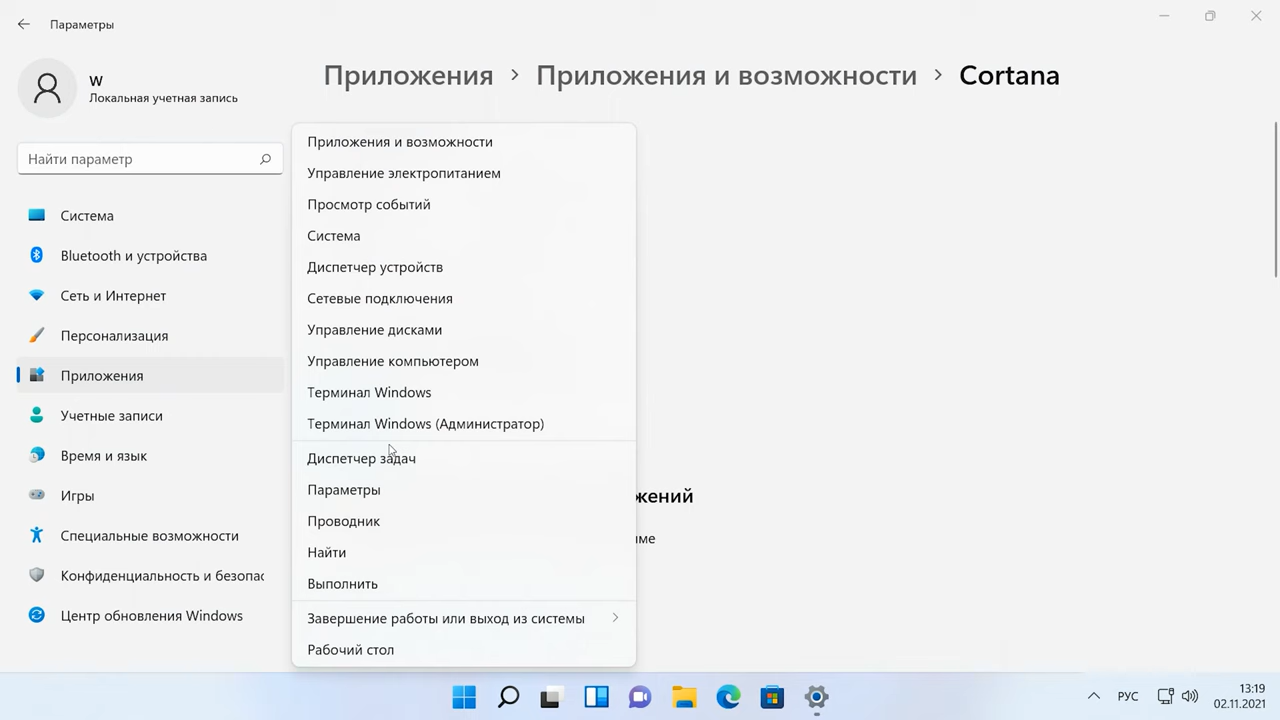 Параметры
W
Локальная учетная запись
Найти параметр
Система
Bluetooth и устройства
Сеть и Интернет
Персонализация
Приложения
Учетные записи
Время и язык
Игры
Специальные возможности
Конфиденциальность и безопас
Центр обновления Windows
Приложения > Приложения и возможности > Cortana
Приложения и возможности
Управление электропитанием
Просмотр событий
Система
Диспетчер устройств
Сетевые подключения
Управление дисками
Управление компьютером
Терминал Windows
Терминал Windows (Администратор)
Диспетчер задач
Параметры
Проводник
Найти
Выполнить
Завершение работы или выход из системы
Рабочий стол
жений
ме
РУС
13:19
02.11.2021